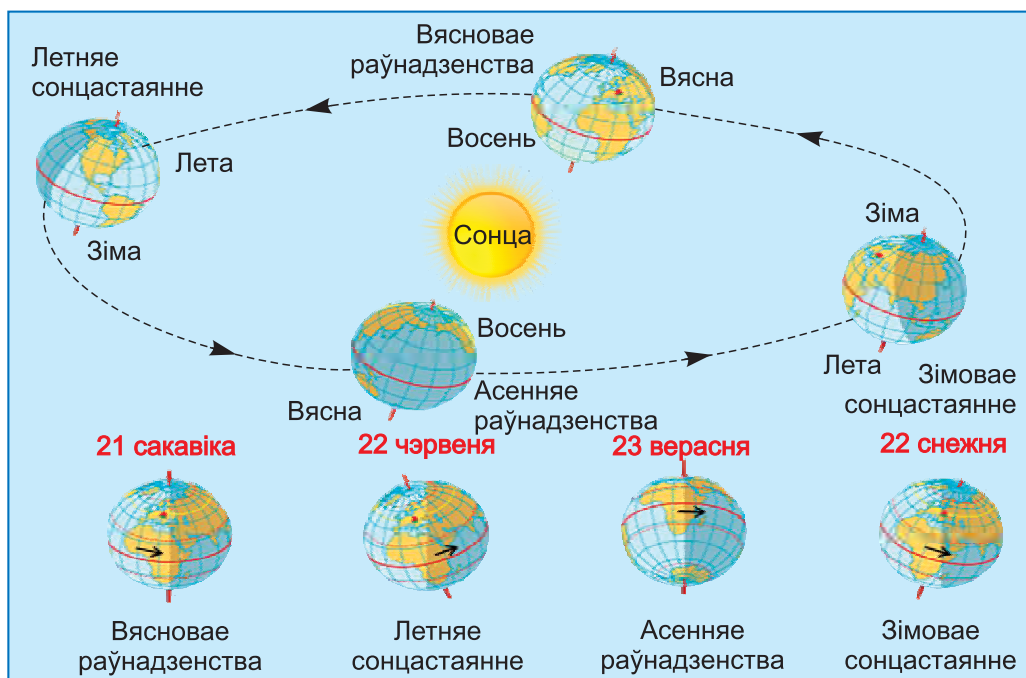 Летняе
сонцастаянне
Вясновае
раўнадзенства
Вясна
Лета
Восень
Зіма
Сонца
Зіма
Восень
Лета
Вясна
Асенняе
раўнадзенства
Зімовае
сонцастаянне
21 сакавіка
22 чэрвеня
23 верасня
22 снежня
Вясновае
раўнадзенства
Летняе
сонцастаянне
Асенняе
раўнадзенства
Зімовае
сонцастаянне